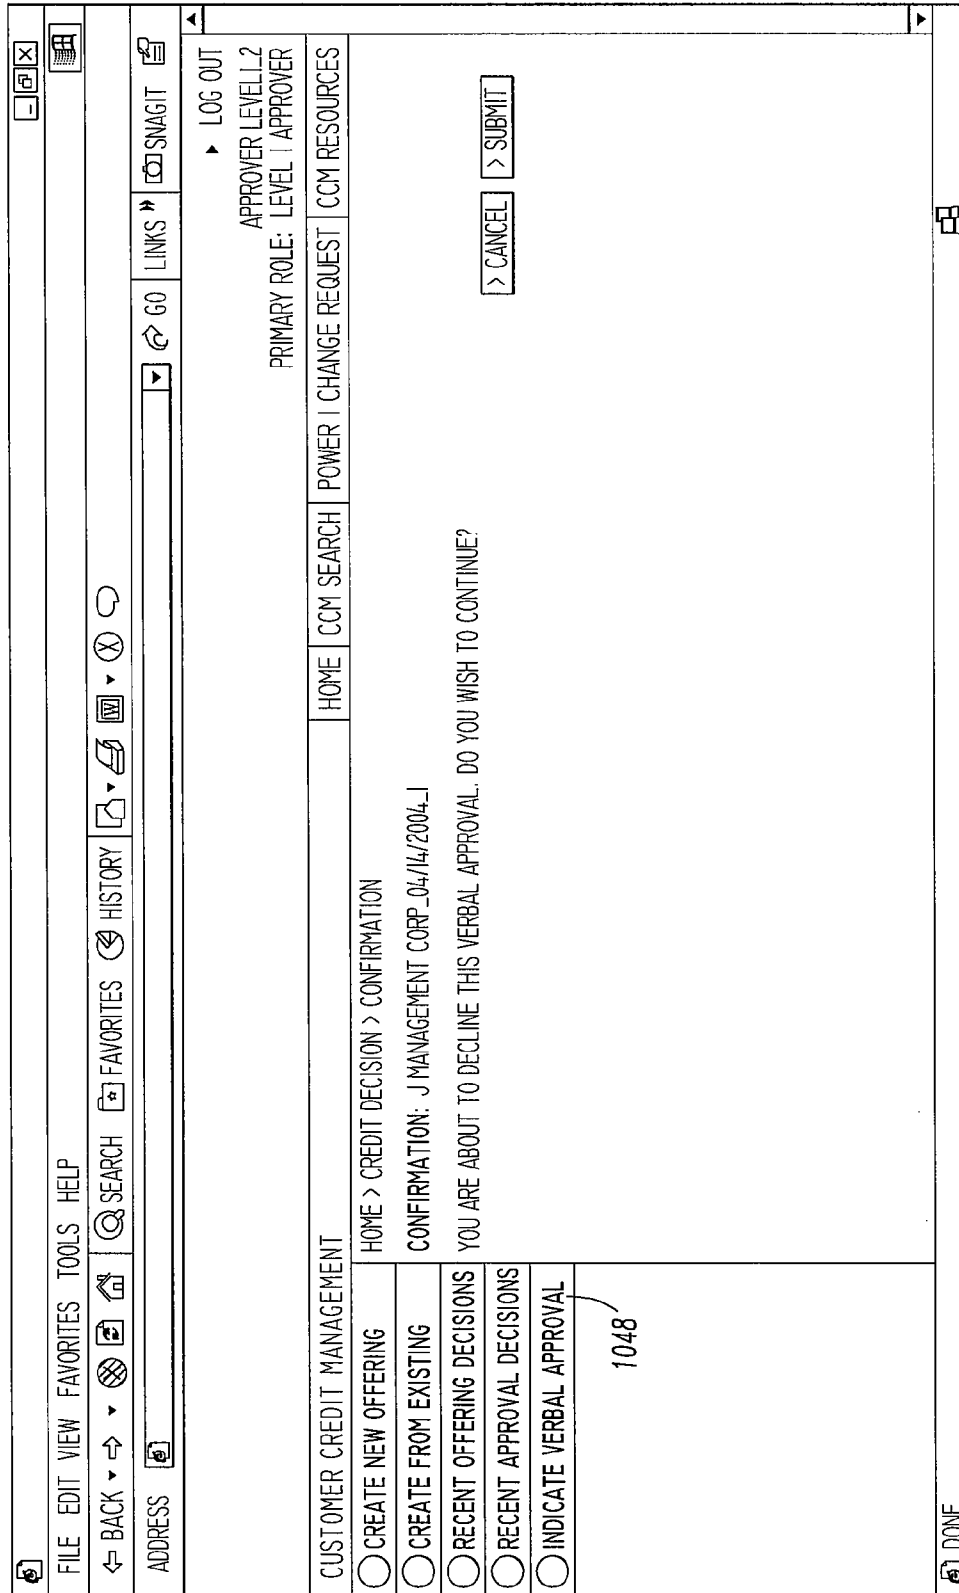 FILE EDIT VIEW FAVORITES TOOLS HELP
BACK SEARCH FAVORITES HISTORY W X
ADDRESS GO LINKS » SNAGIT
LOG OUT
APPROVER LEVEL1_2
PRIMARY ROLE: LEVEL 1 APPROVER
CUSTOMER CREDIT MANAGEMENT HOME CCM SEARCH POWER 1 CHANGE REQUEST CCM RESOURCES
CREATE NEW OFFERING
CREATE FROM EXISTING
RECENT OFFERING DECISIONS
RECENT APPROVAL DECISIONS
INDICATE VERBAL APPROVAL
1048
HOME > CREDIT DECISION > CONFIRMATION
CONFIRMATION: J MANAGEMENT CORP_04/14/2004_1
YOU ARE ABOUT TO DECLINE THIS VERBAL APPROVAL. DO YOU WISH TO CONTINUE?
> CANCEL > SUBMIT
DONE